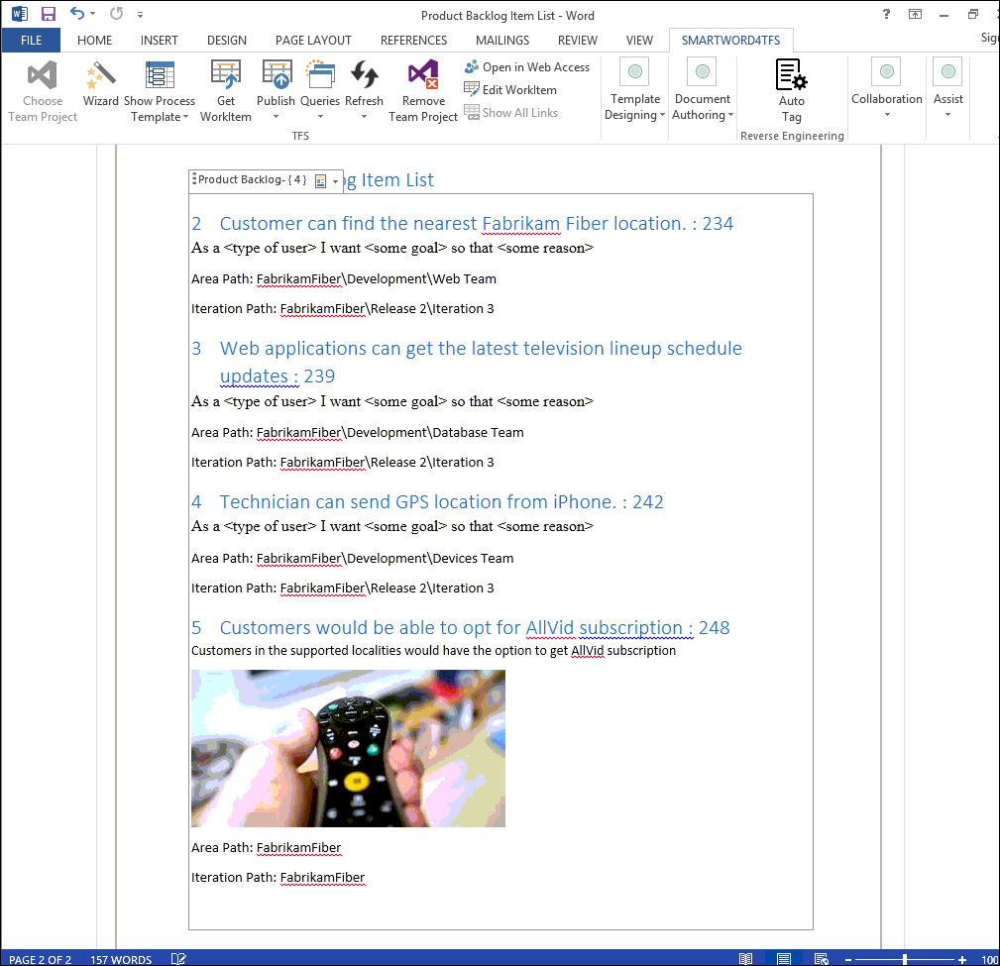 Product Backlog Item List - Word
?
FILE HOME INSERT DESIGN PAGE LAYOUT REFERENCES MAILINGS REVIEW VIEW SMARTWORD4TFS
Choose Team Project
Wizard
Show Process Template
Get WorkItem
Publish
Queries
Refresh
Remove Team Project
Open in Web Access
Edit WorkItem
Show All Links
TFS
Template Designing
Document Authoring
Auto Tag
Reverse Engineering
Collaboration
Assist
Product Backlog- { 4 }
Item List
2 Customer can find the nearest Fabrikam Fiber location. : 234
As a <type of user> I want <some goal> so that <some reason>
Area Path: FabrikamFiber\Development\Web Team
Iteration Path: FabrikamFiber\Release 2\Iteration 3
3 Web applications can get the latest television lineup schedule
updates : 239
As a <type of user> I want <some goal> so that <some reason>
Area Path: FabrikamFiber\Development\Database Team
Iteration Path: FabrikamFiber\Release 2\Iteration 3
4 Technician can send GPS location from iPhone. : 242
As a <type of user> I want <some goal> so that <some reason>
Area Path: FabrikamFiber\Development\Devices Team
Iteration Path: FabrikamFiber\Release 2\Iteration 3
5 Customers would be able to opt for AllVid subscription : 248
Customers in the supported localities would have the option to get AllVid subscription
Area Path: FabrikamFiber
Iteration Path: FabrikamFiber
PAGE 2 OF 2 157 WORDS
100